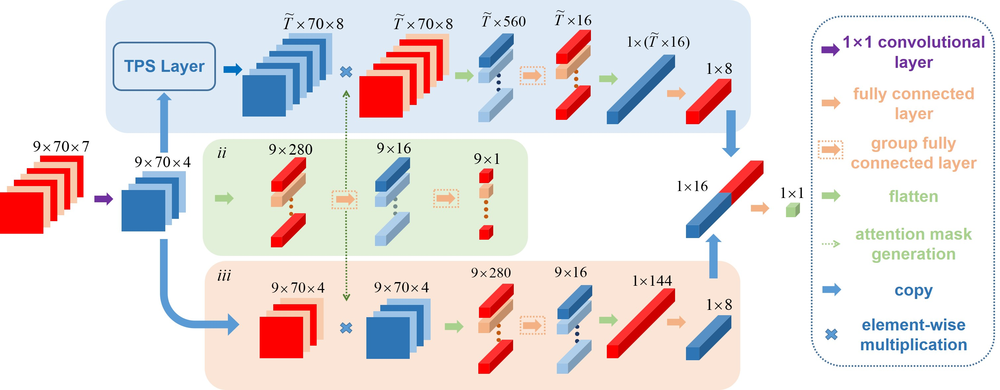 T̃×70×8
T̃×70×8
T̃×560
T̃×16
1×(T̃×16)
1×8
TPS Layer
9×70×7
9×70×4
ii
9×280
9×16
9×1
1×16
1×1
iii
9×70×4
9×70×4
9×280
9×16
1×144
1×8
1×1 convolutional
layer
fully connected
layer
group fully
connected layer
flatten
attention mask
generation
copy
element-wise
multiplication